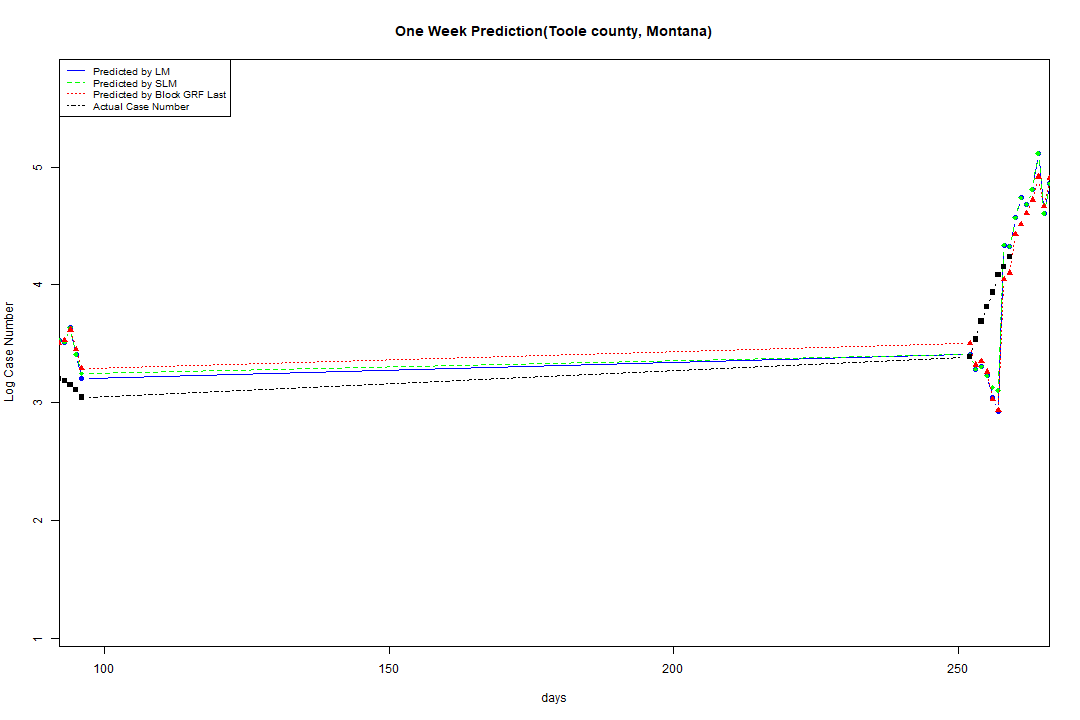 One Week Prediction(Toole county, Montana)
Predicted by LM
Predicted by SLM
Predicted by Block GRF Last
Actual Case Number
Log Case Number
5
4
3
2
1
100
150
200
250
days